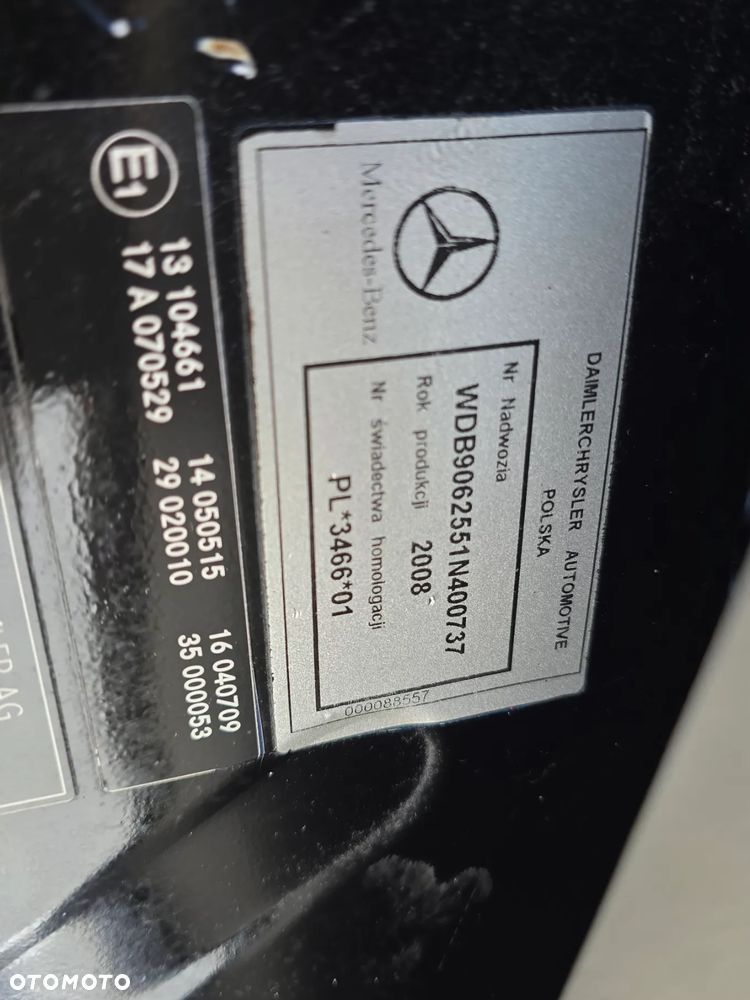 DAIMLERCHRYSLER AUTOMOTIVE
POLSKA
Nr Nadwozia
WDB9062551N400737
Rok produkcji 2008
Nr świadectwa homologacji
PL*3466*01
Mercedes-Benz
000088557
E1
13 104661 14 050515 16 040709
17 A 070529 29 020010 35 000053
AG
OTOMOTO